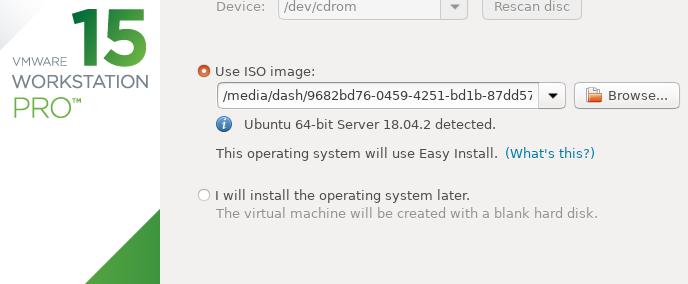 Device: /dev/cdrom Rescan disc
15
VMWARE
WORKSTATION
PRO™
Use ISO image:
/media/dash/9682bd76-0459-4251-bd1b-87dd57 Browse...
Ubuntu 64-bit Server 18.04.2 detected.
This operating system will use Easy Install. (What's this?)
I will install the operating system later.
The virtual machine will be created with a blank hard disk.